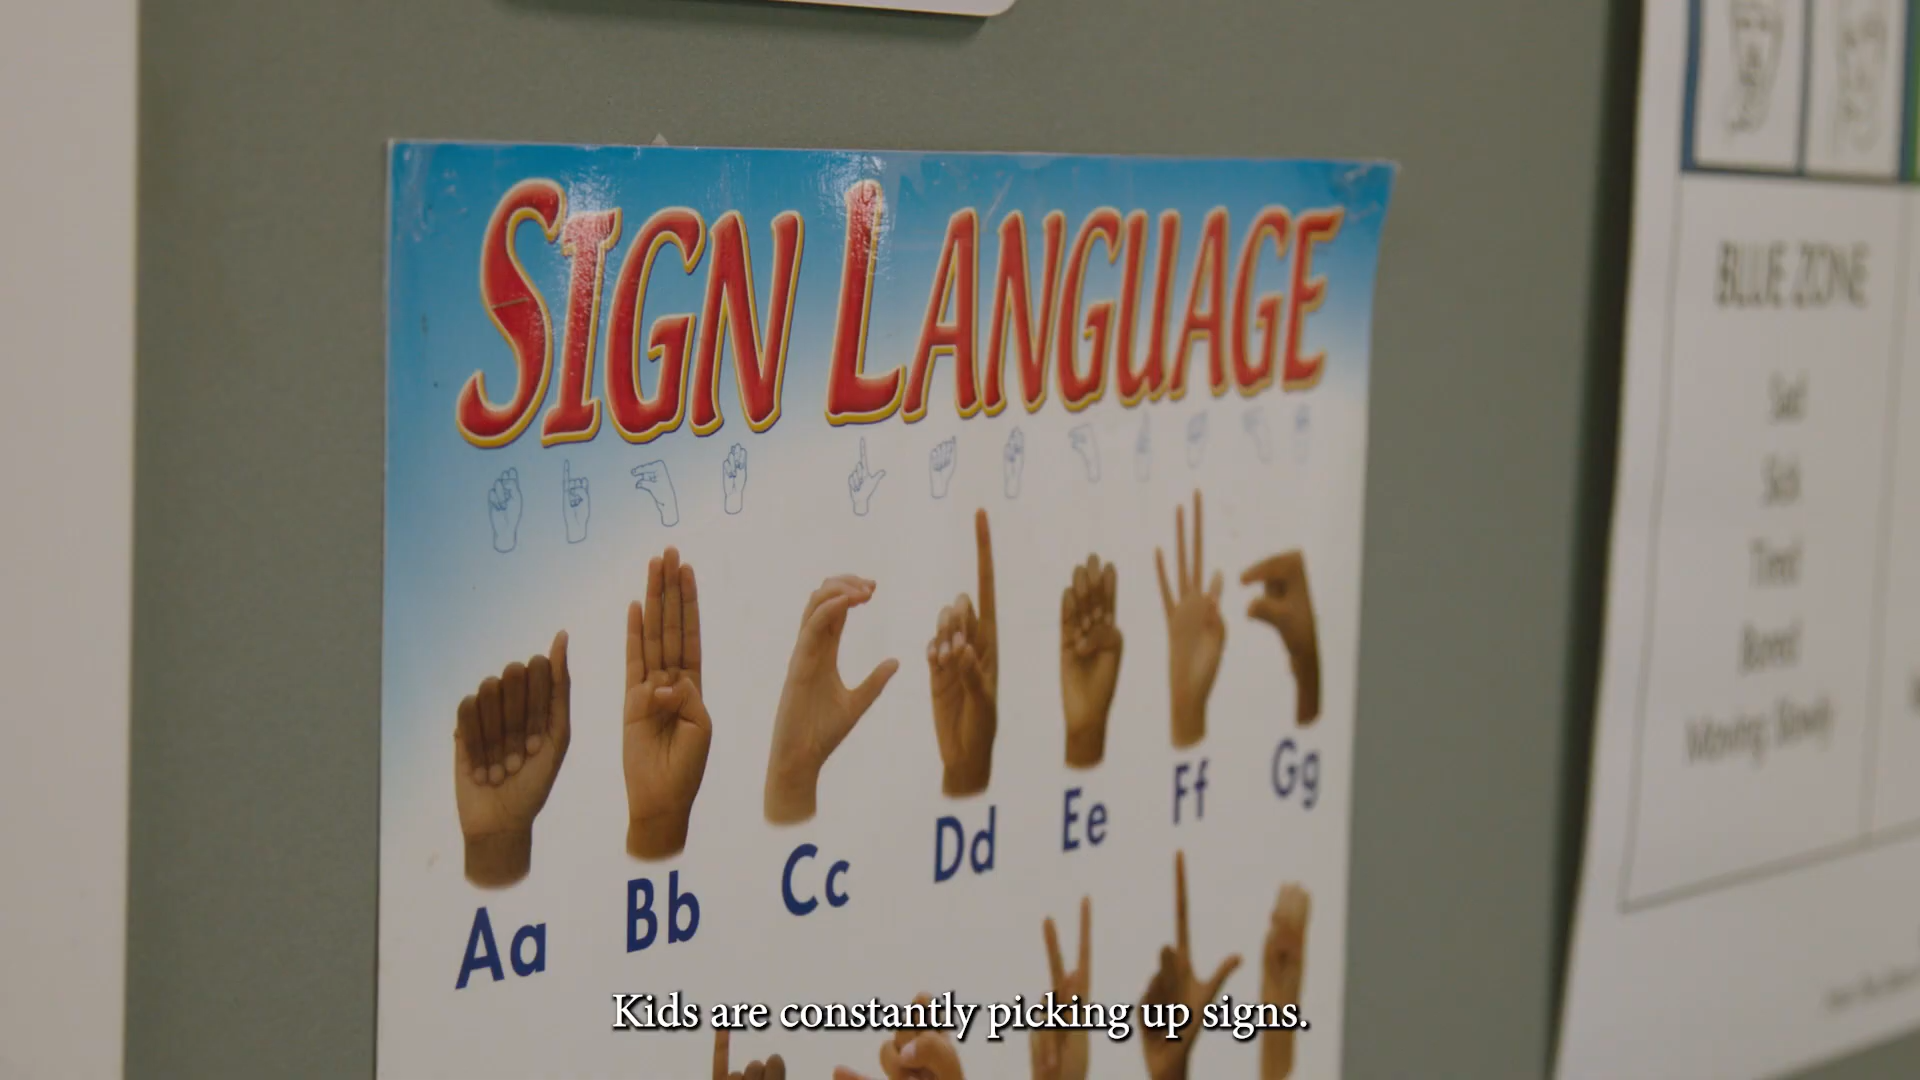 SIGN LANGUAGE
Aa Bb Cc Dd Ee Ff Gg
BLUE ZONE
Sad
Sick
Tired
Bored
Moving Slowly
Kids are constantly picking up signs.